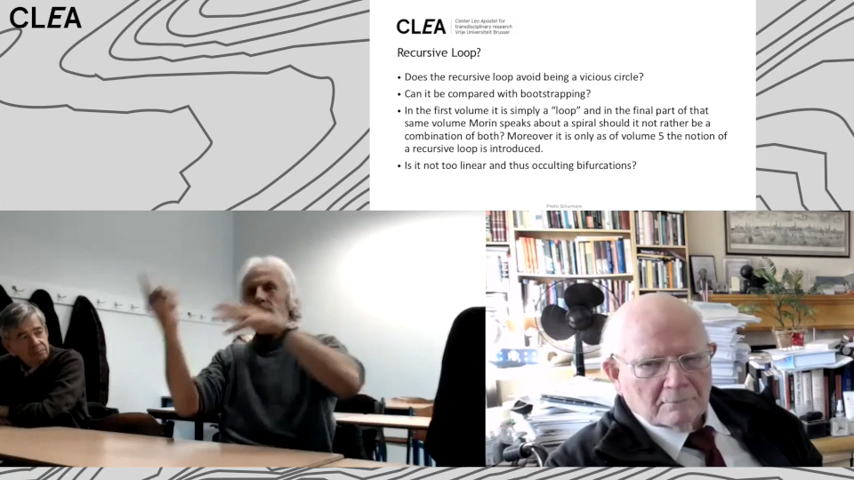 CLEA
CLEA
Center Leo Apostel for
transdisciplinary research
Vrije Universiteit Brussel
Recursive Loop?
• Does the recursive loop avoid being a vicious circle?
• Can it be compared with bootstrapping?
• In the first volume it is simply a “loop” and in the final part of that
same volume Morin speaks about a spiral should it not rather be a
combination of both? Moreover it is only as of volume 5 the notion of
a recursive loop is introduced.
• Is it not too linear and thus occulting bifurcations?